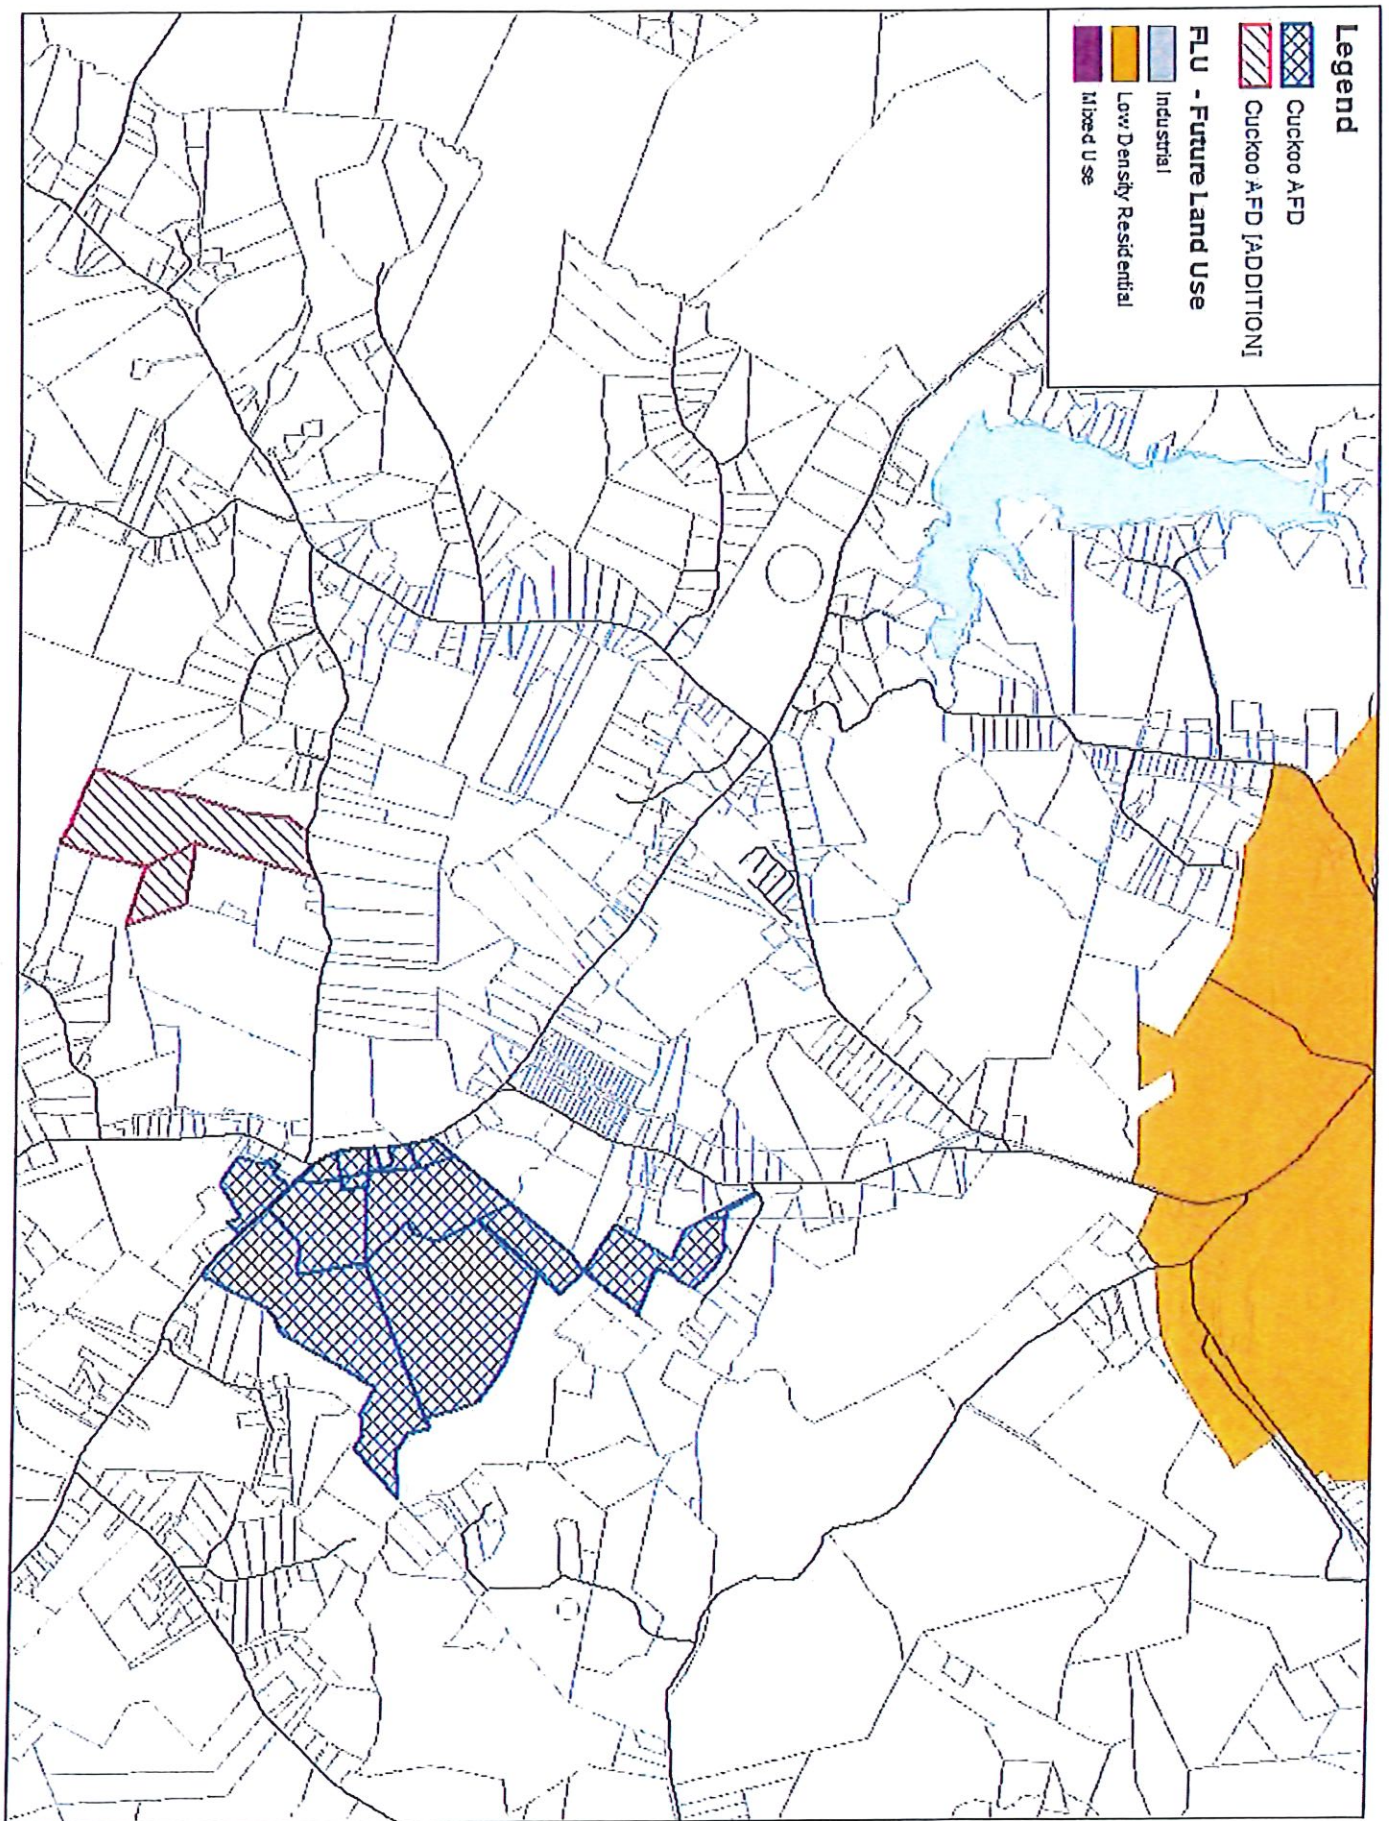 Legend
Cuckoo AFD
Cuckoo AFD [ADDITION]
FLU - Future Land Use
Industrial
Low Density Residential
Mixed Use